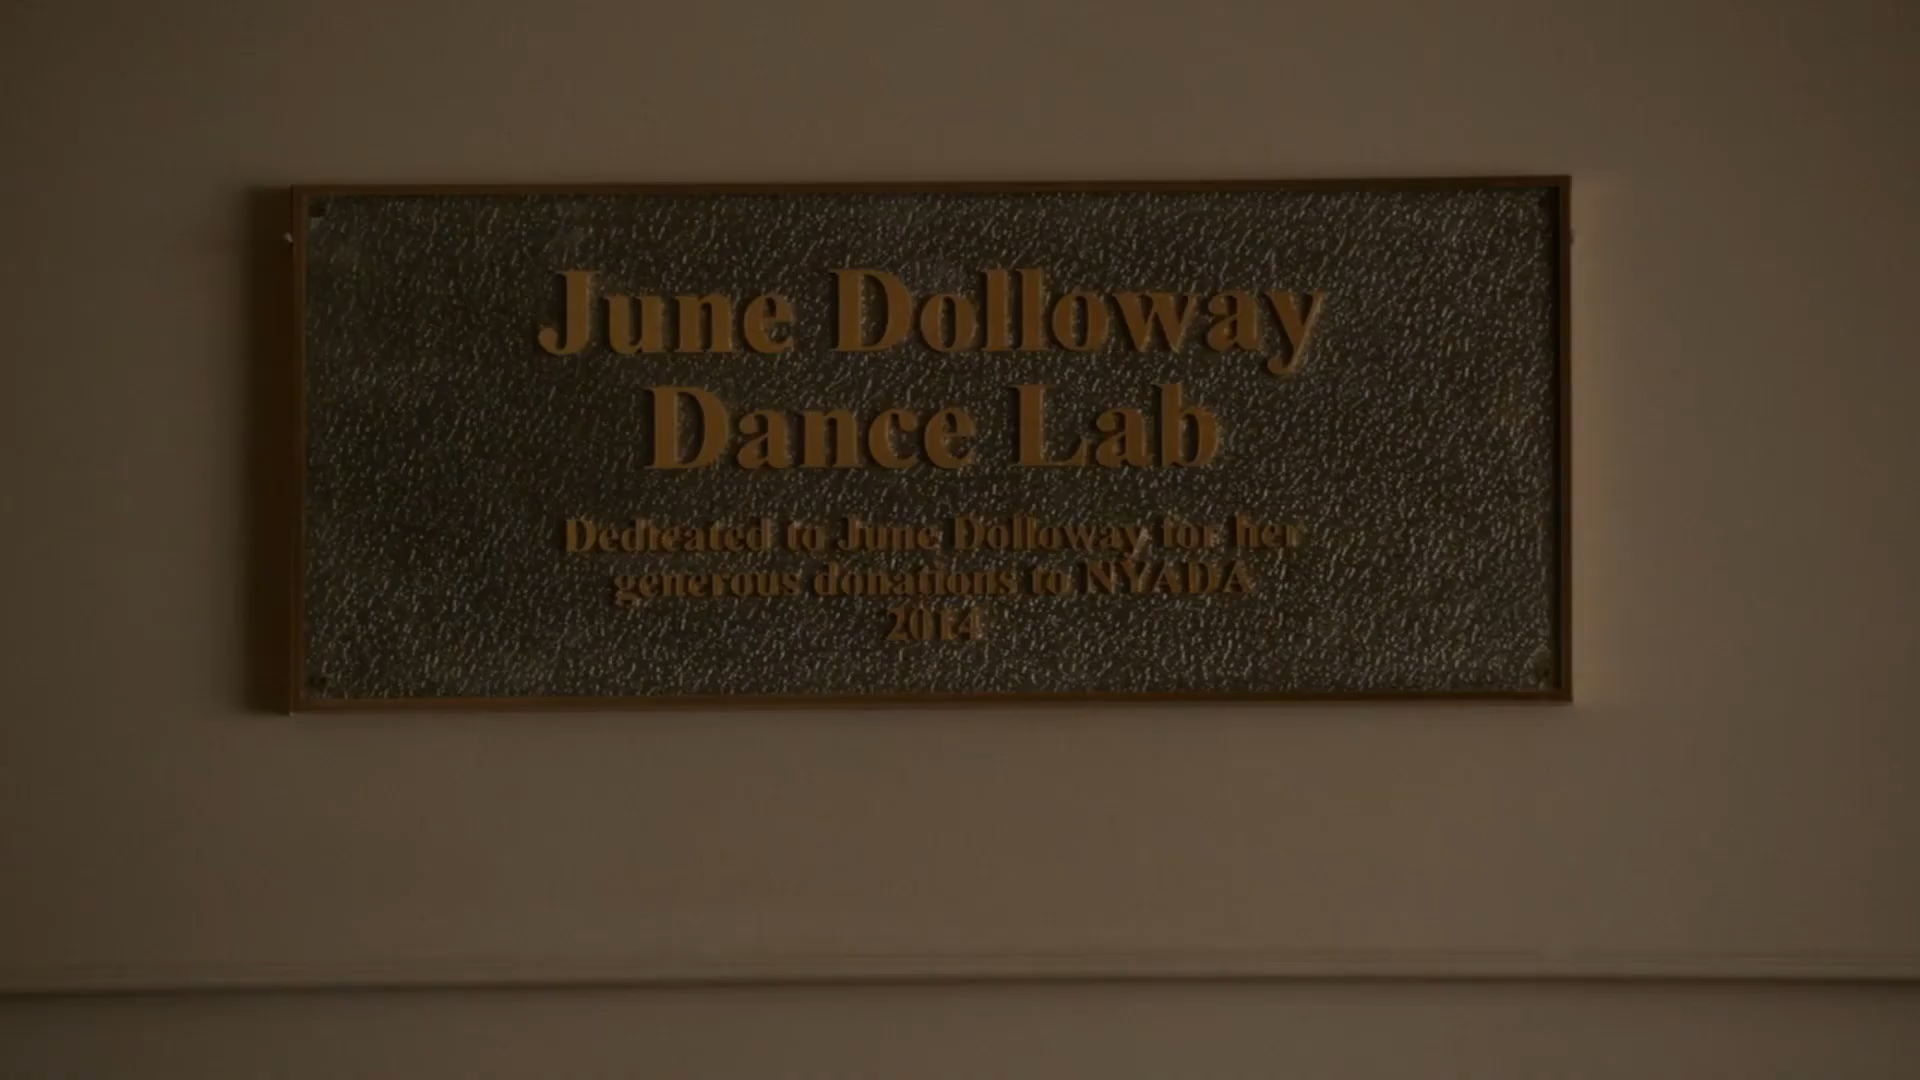 June Dolloway
Dance Lab
Dedicated to June Dolloway for her
generous donations to NYADA
2014